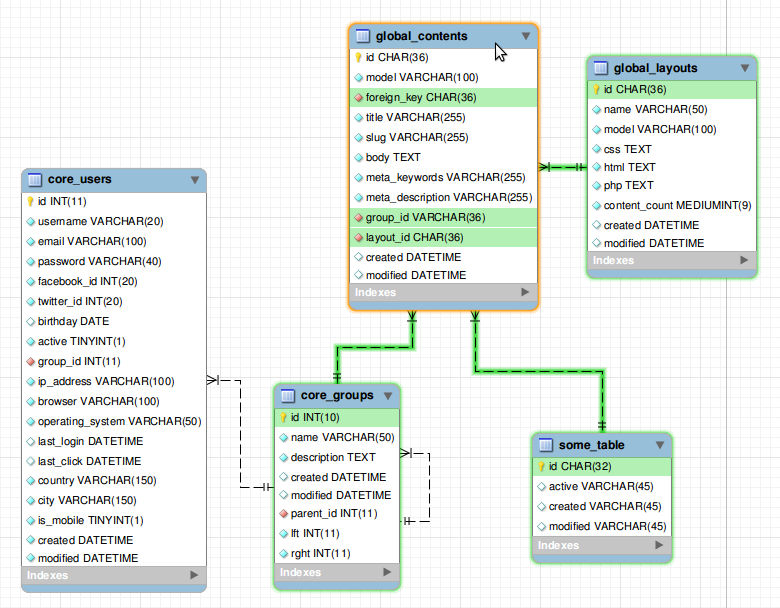 global_contents
id CHAR(36)
model VARCHAR(100)
foreign_key CHAR(36)
title VARCHAR(255)
slug VARCHAR(255)
body TEXT
meta_keywords VARCHAR(255)
meta_description VARCHAR(255)
group_id VARCHAR(36)
layout_id CHAR(36)
created DATETIME
modified DATETIME
Indexes
global_layouts
id CHAR(36)
name VARCHAR(50)
model VARCHAR(100)
css TEXT
html TEXT
php TEXT
content_count MEDIUMINT(9)
created DATETIME
modified DATETIME
Indexes
core_users
id INT(11)
username VARCHAR(20)
email VARCHAR(100)
password VARCHAR(40)
facebook_id INT(20)
twitter_id INT(20)
birthday DATE
active TINYINT(1)
group_id INT(11)
ip_address VARCHAR(100)
browser VARCHAR(100)
operating_system VARCHAR(50)
last_login DATETIME
last_click DATETIME
country VARCHAR(150)
city VARCHAR(150)
is_mobile TINYINT(1)
created DATETIME
modified DATETIME
Indexes
core_groups
id INT(10)
name VARCHAR(50)
description TEXT
created DATETIME
modified DATETIME
parent_id INT(11)
lft INT(11)
rght INT(11)
Indexes
some_table
id CHAR(32)
active VARCHAR(45)
created VARCHAR(45)
modified VARCHAR(45)
Indexes